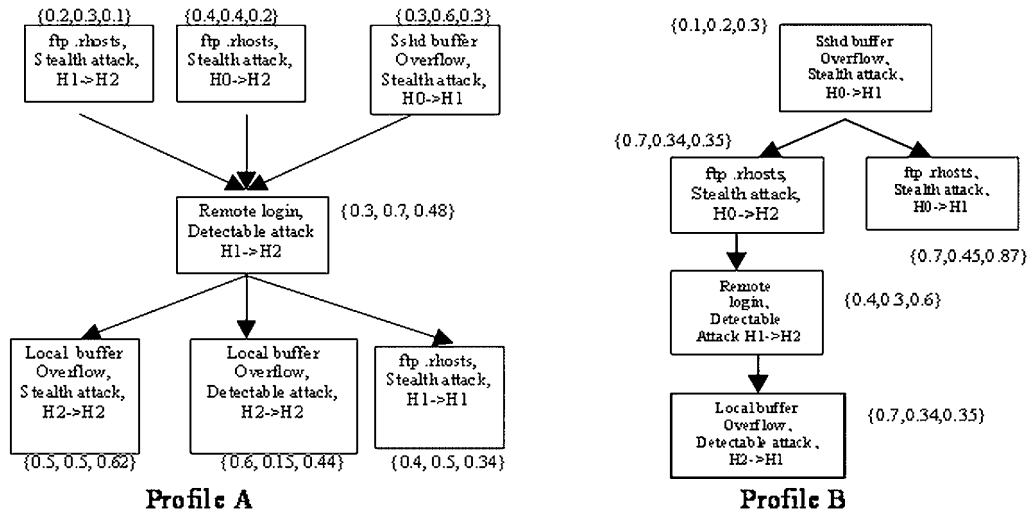 {0.2,0.3,0.1}
ftp .rhosts,
Stealth attack,
H1->H2
{0.4,0.4,0.2}
ftp .rhosts,
Stealth attack,
H0->H2
{0.3,0.6,0.3}
Sshd buffer
Overflow,
Stealth attack,
H0->H1
Remote login,
Detectable attack
H1->H2
{0.3, 0.7, 0.48}
Local buffer
Overflow,
Stealth attack,
H2->H2
{0.5, 0.5, 0.62}
Local buffer
Overflow,
Detectable attack,
H2->H2
{0.6, 0.15, 0.44}
ftp .rhosts,
Stealth attack,
H1->H1
{0.4, 0.5, 0.34}
Profile A
{0.1,0.2,0.3}
Sshd buffer
Overflow,
Stealth attack,
H0->H1
{0.7,0.34,0.35}
ftp .rhosts,
Stealth attack,
H0->H2
ftp .rhosts,
Stealth attack,
H0->H1
{0.7,0.45,0.87}
Remote
login,
Detectable
Attack H1->H2
{0.4,0.3,0.6}
Local buffer
Overflow,
Detectable attack,
H2->H1
{0.7,0.34,0.35}
Profile B